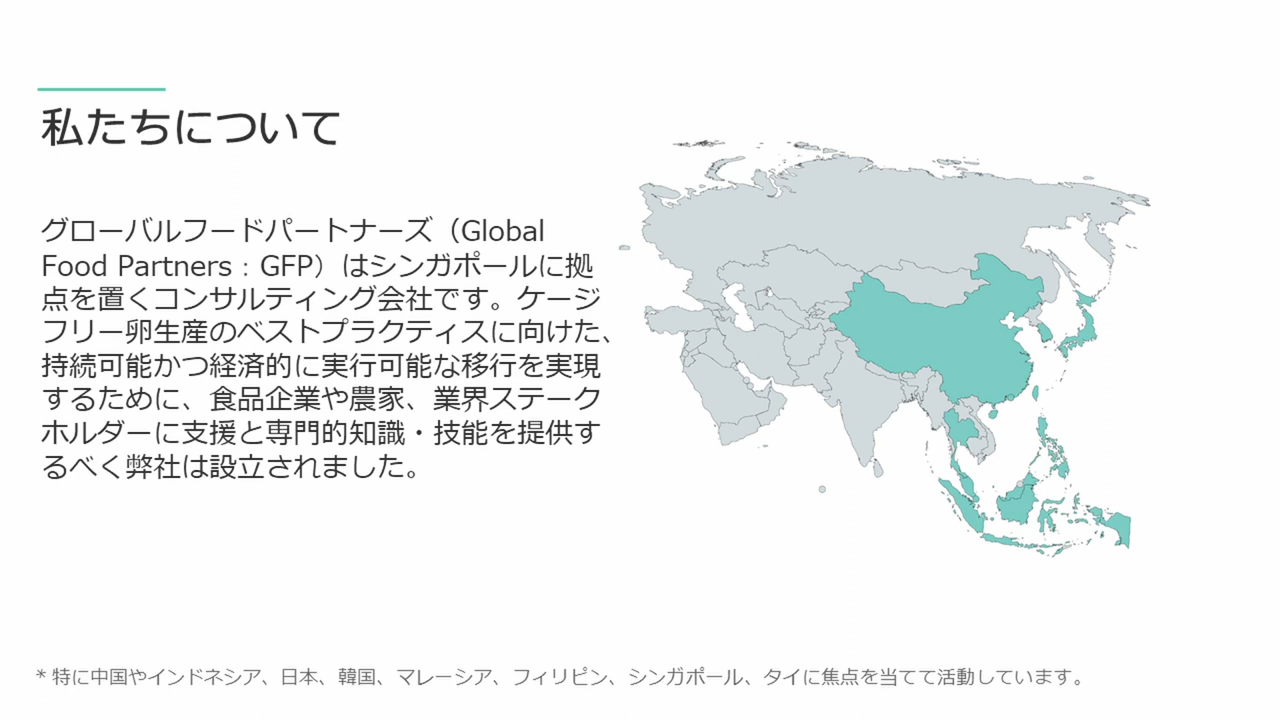 私たちについて
グローバルフードパートナーズ（Global
Food Partners：GFP）はシンガポールに拠
点を置くコンサルティング会社です。ケージ
フリー卵生産のベストプラクティスに向けた、
持続可能かつ経済的に実行可能な移行を実現
するために、食品企業や農家、業界ステーク
ホルダーに支援と専門的知識・技能を提供す
るべく弊社は設立されました。
* 特に中国やインドネシア、日本、韓国、マレーシア、フィリピン、シンガポール、タイに焦点を当てて活動しています。